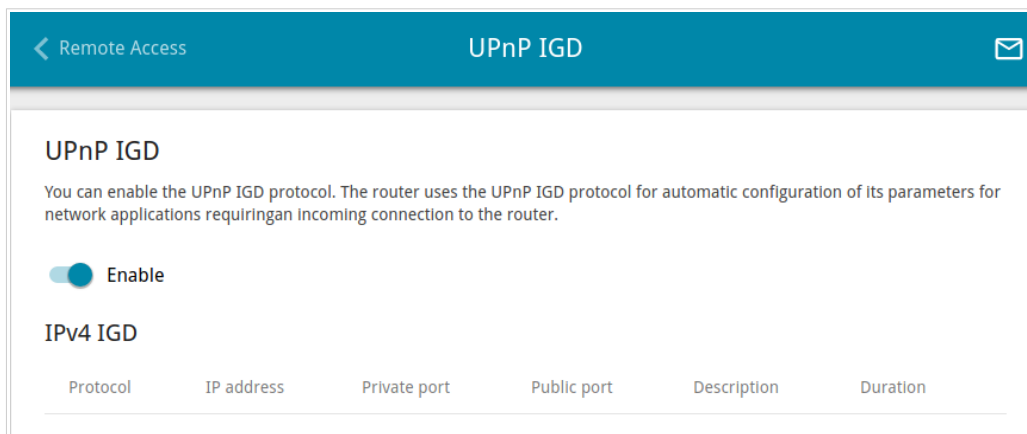 Remote Access UPnP IGD
UPnP IGD
You can enable the UPnP IGD protocol. The router uses the UPnP IGD protocol for automatic configuration of its parameters for
network applications requiringan incoming connection to the router.
Enable
IPv4 IGD
Protocol IP address Private port Public port Description Duration